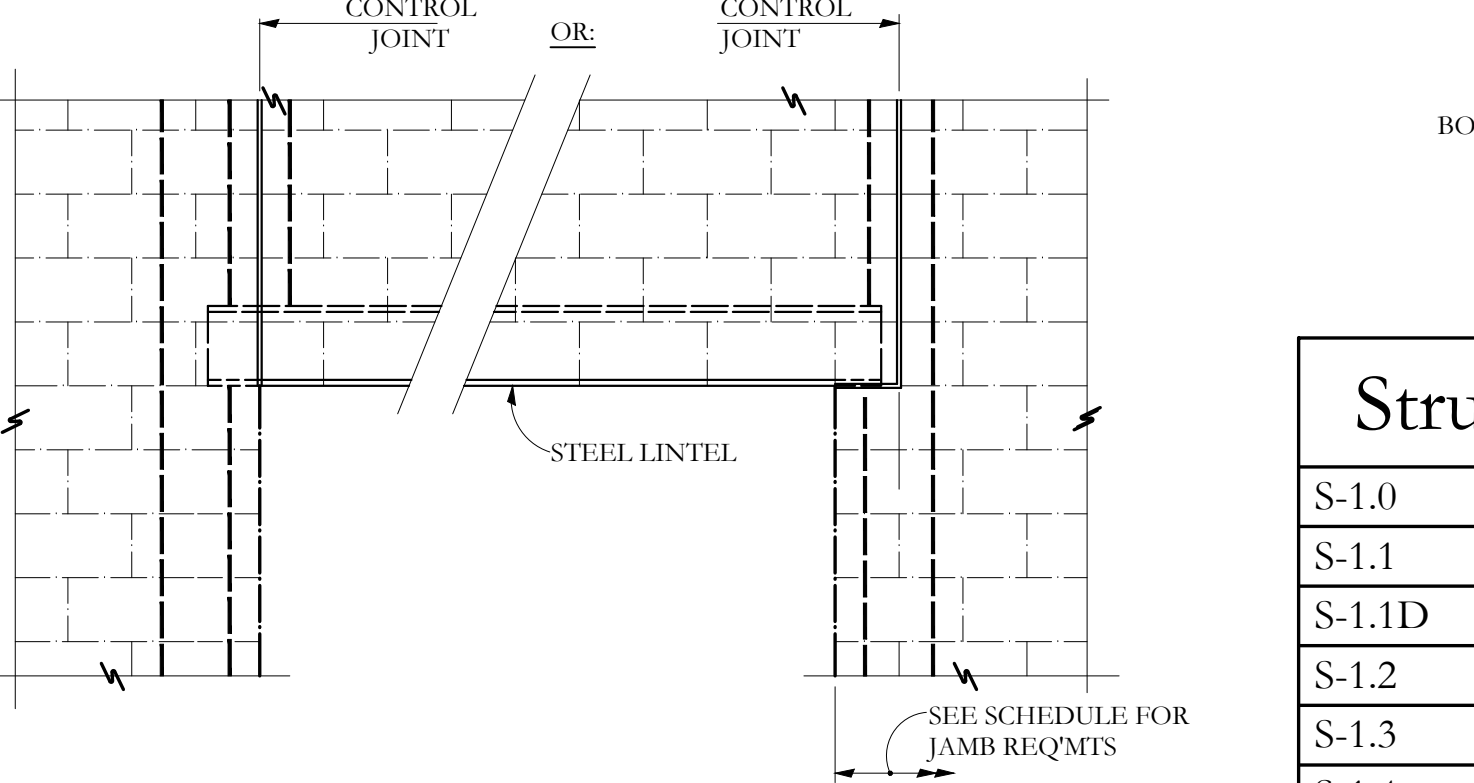 CONTROL
JOINT
OR:
CONTROL
JOINT
BO
STEEL LINTEL
Stru
S-1.0
S-1.1
S-1.1D
S-1.2
S-1.3
SEE SCHEDULE FOR
JAMB REQ'MTS